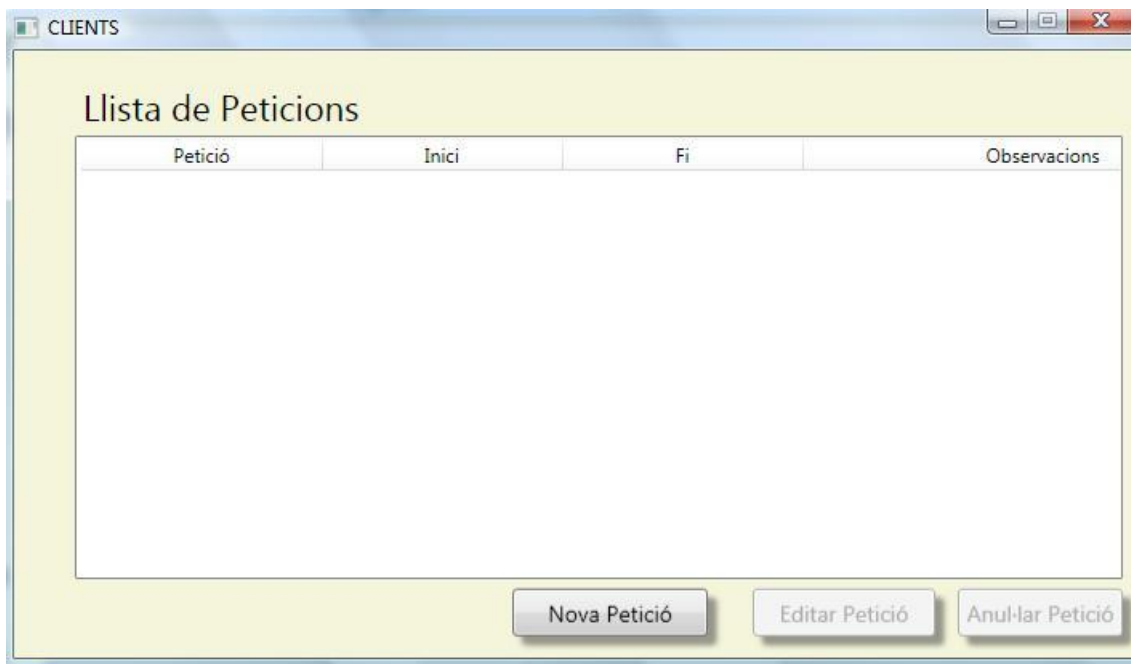 CLIENTS
Llista de Peticions
Petició Inici Fi Observacions
Nova Petició Editar Petició Anul·lar Petició